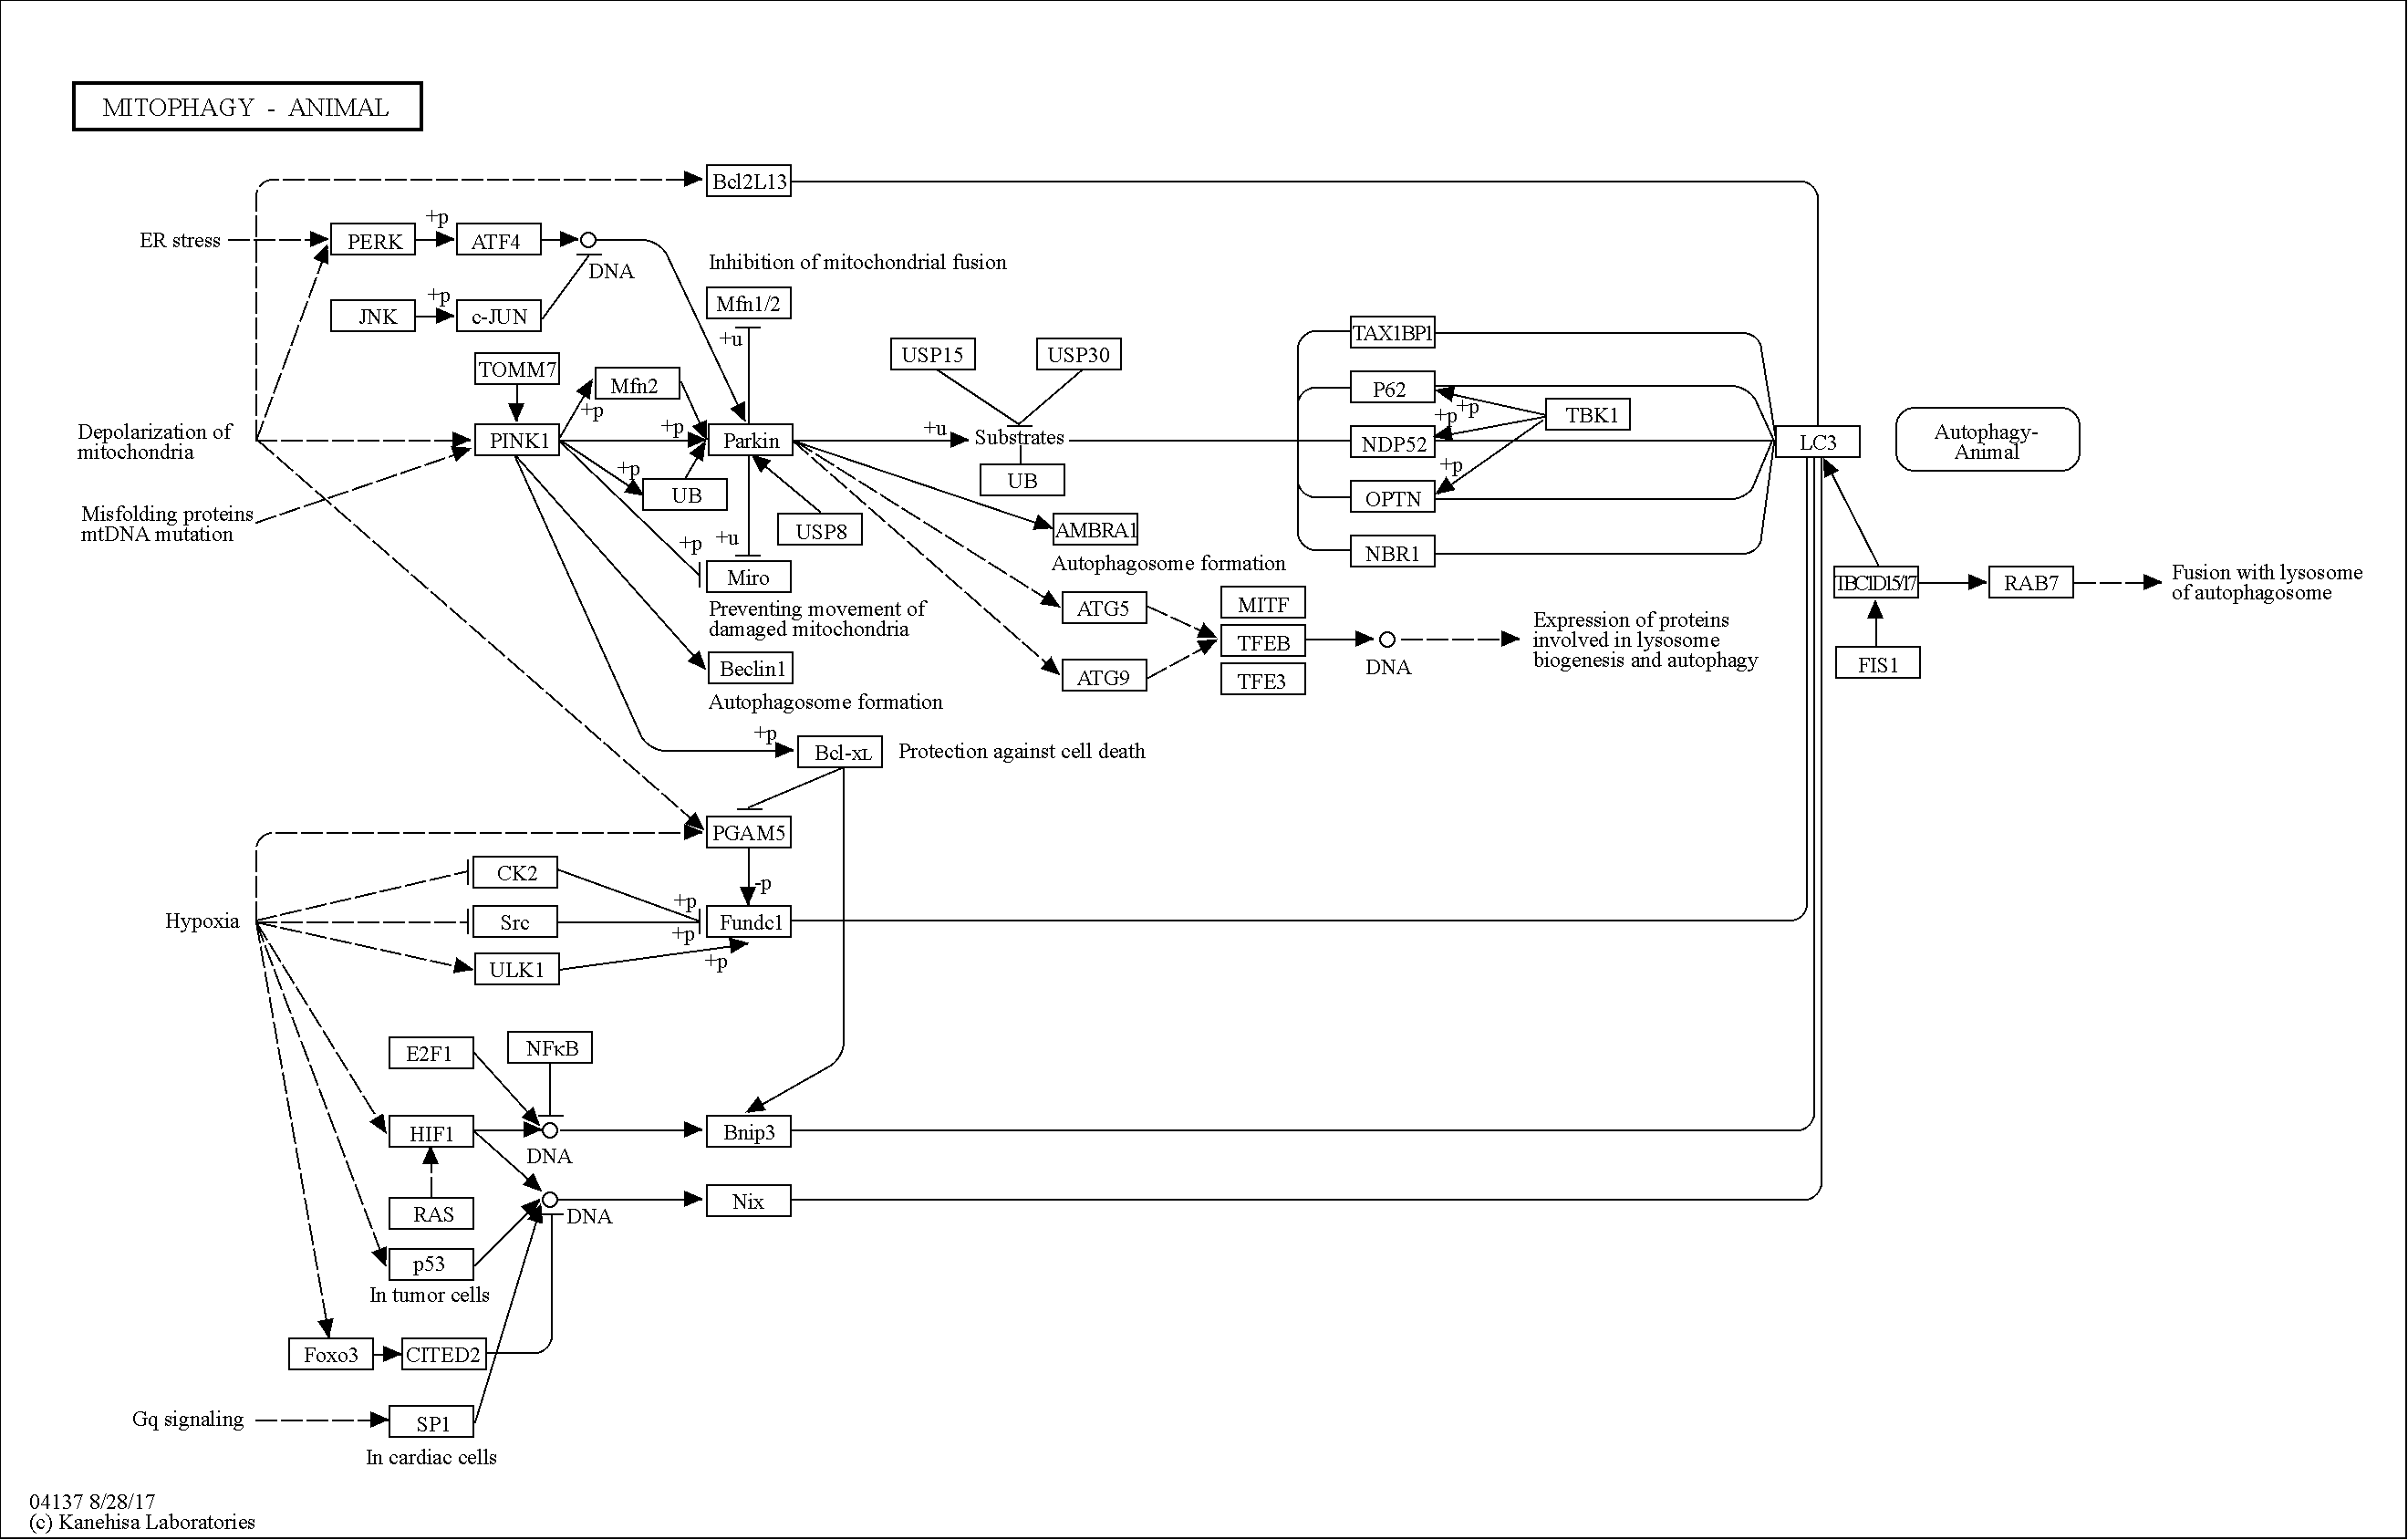 MITOPHAGY - ANIMAL
Bcl2L13
ER stress
PERK
+p
ATF4
DNA
Inhibition of mitochondrial fusion
JNK
+p
c-JUN
Mfn1/2
+u
USP15
USP30
TAX1BP1
TOMM7
Mfn2
+p
P62
+p
TBK1
Depolarization of
mitochondria
PINK1
+p
Parkin
+u
Substrates
NDP52
+p
LC3
Autophagy-
Animal
+p
UB
UB
+p
OPTN
Misfolding proteins
mtDNA mutation
USP8
AMBRA1
+p
+u
Miro
Autophagosome formation
NBR1
Preventing movement of
damaged mitochondria
ATG5
MITF
TFEB
DNA
Expression of proteins
involved in lysosome
biogenesis and autophagy
TBC1D15/17
RAB7
Fusion with lysosome
of autophagosome
Beclin1
ATG9
TFE3
FIS1
Autophagosome formation
+p
Bcl-xL
Protection against cell death
PGAM5
CK2
-p
+p
Hypoxia
Src
Fundc1
+p
ULK1
+p
E2F1
NFκB
HIF1
DNA
Bnip3
RAS
DNA
Nix
p53
In tumor cells
Foxo3
CITED2
Gq signaling
SP1
In cardiac cells
04137 8/28/17
(c) Kanehisa Laboratories